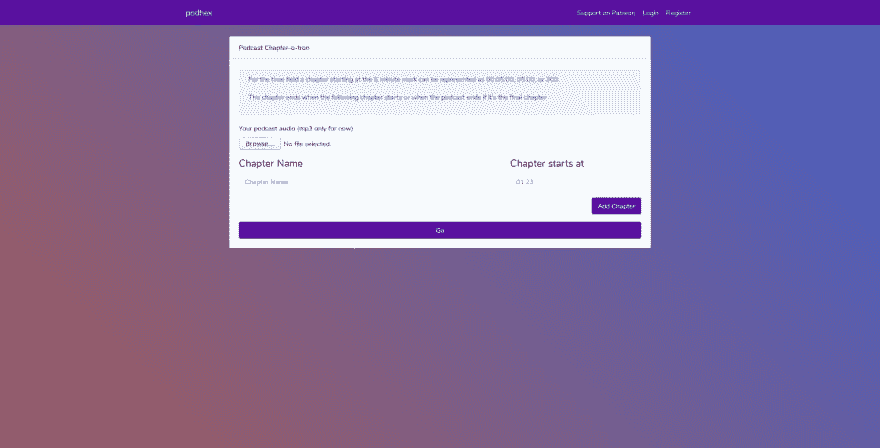 podhex
Support on Patreon Login Register
Podcast Chapter-a-tron
For the time field a chapter starting at the 5 minute mark can be represented as 00:05:00, 05:00, or 300.
The chapter ends when the following chapter starts or when the podcast ends if it's the final chapter
Your podcast audio (mp3 only for now)
Browse... No file selected.
Chapter Name Chapter starts at
Chapter Name 01:23
Add Chapter
Go